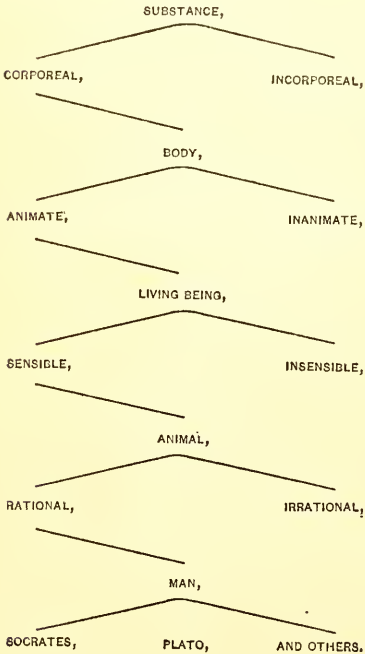 SUBSTANCE,
CORPOREAL, INCORPOREAL,
BODY,
ANIMATE, INANIMATE,
LIVING BEING,
SENSIBLE, INSENSIBLE,
ANIMAL,
RATIONAL, IRRATIONAL,
MAN,
SOCRATES, PLATO, AND OTHERS.